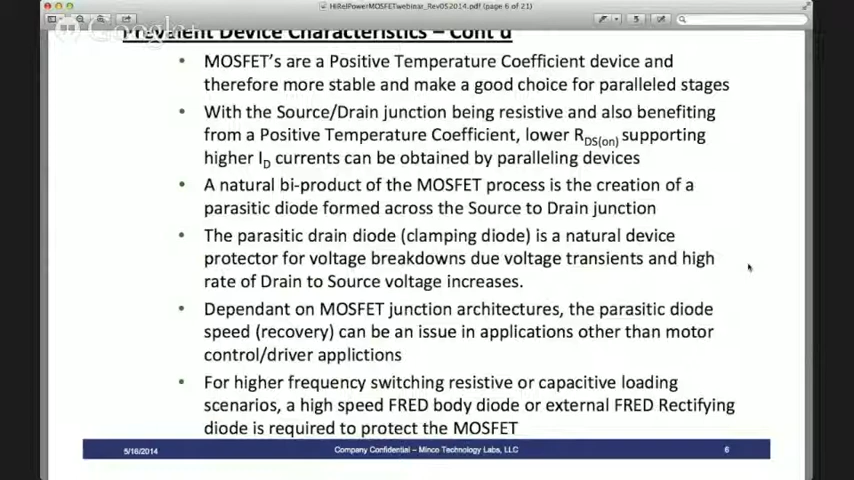 HiRelPowerMOSFETwebinar_Rev052014.pdf (page 6 of 21)
Google+
Prevalent Device Characteristics – Cont'd
• MOSFET's are a Positive Temperature Coefficient device and
therefore more stable and make a good choice for paralleled stages
• With the Source/Drain junction being resistive and also benefiting
from a Positive Temperature Coefficient, lower RDS(on) supporting
higher ID currents can be obtained by paralleling devices
• A natural bi-product of the MOSFET process is the creation of a
parasitic diode formed across the Source to Drain junction
• The parasitic drain diode (clamping diode) is a natural device
protector for voltage breakdowns due voltage transients and high
rate of Drain to Source voltage increases.
• Dependant on MOSFET junction architectures, the parasitic diode
speed (recovery) can be an issue in applications other than motor
control/driver applictions
• For higher frequency switching resistive or capacitive loading
scenarios, a high speed FRED body diode or external FRED Rectifying
diode is required to protect the MOSFET
5/16/2014 Company Confidential – Minco Technology Labs, LLC 6